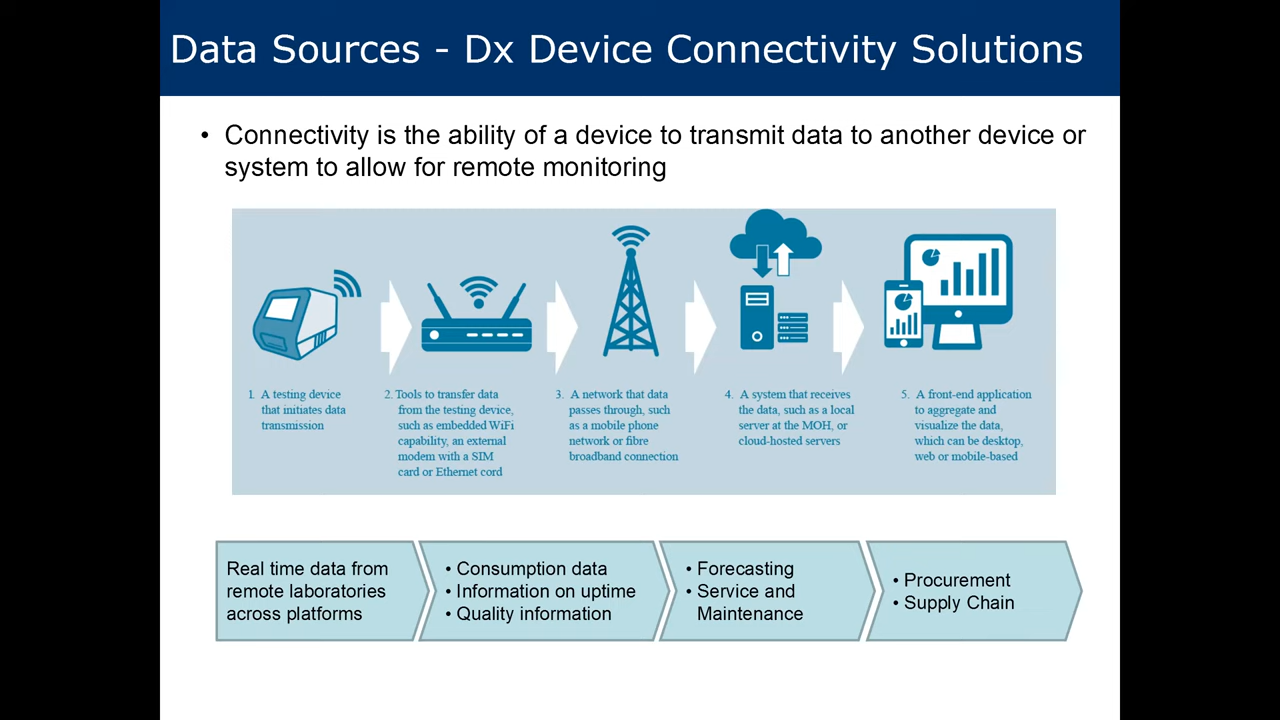 Data Sources - Dx Device Connectivity Solutions
• Connectivity is the ability of a device to transmit data to another device or
system to allow for remote monitoring
1. A testing device
that initiates data
transmission
2. Tools to transfer data
from the testing device,
such as embedded WiFi
capability, an external
modem with a SIM
card or Ethernet cord
3. A network that data
passes through, such
as a mobile phone
network or fibre
broadband connection
4. A system that receives
the data, such as a local
server at the MOH, or
cloud-hosted servers
5. A front-end application
to aggregate and
visualize the data,
which can be desktop,
web or mobile-based
Real time data from
remote laboratories
across platforms
• Consumption data
• Information on uptime
• Quality information
• Forecasting
• Service and
Maintenance
• Procurement
• Supply Chain